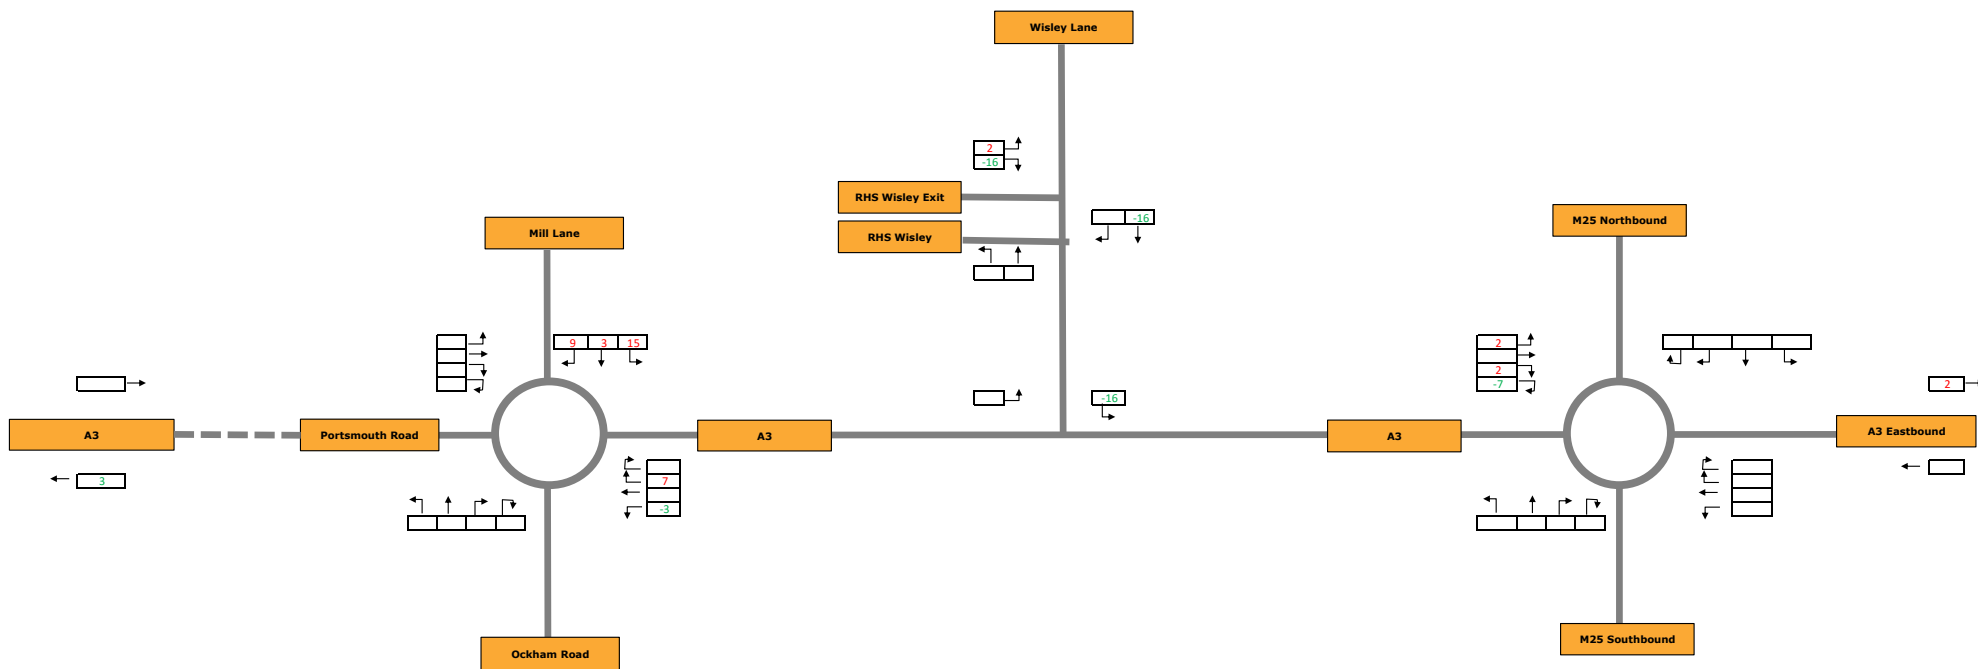 Wisley Lane
2
-16
RHS Wisley Exit
-16
RHS Wisley
Mill Lane
M25 Northbound
9 3 15
2
2
-7
2
-16
A3
Portsmouth Road
A3
A3
A3 Eastbound
3
7
-3
Ockham Road
M25 Southbound